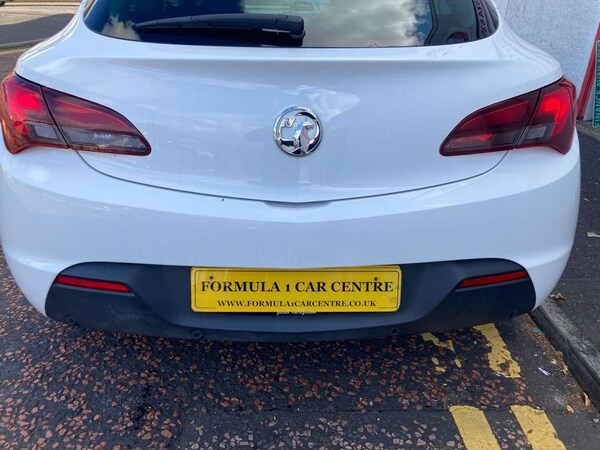 FORMULA 1 CAR CENTRE
WWW.FORMULA1CARCENTRE.CO.UK